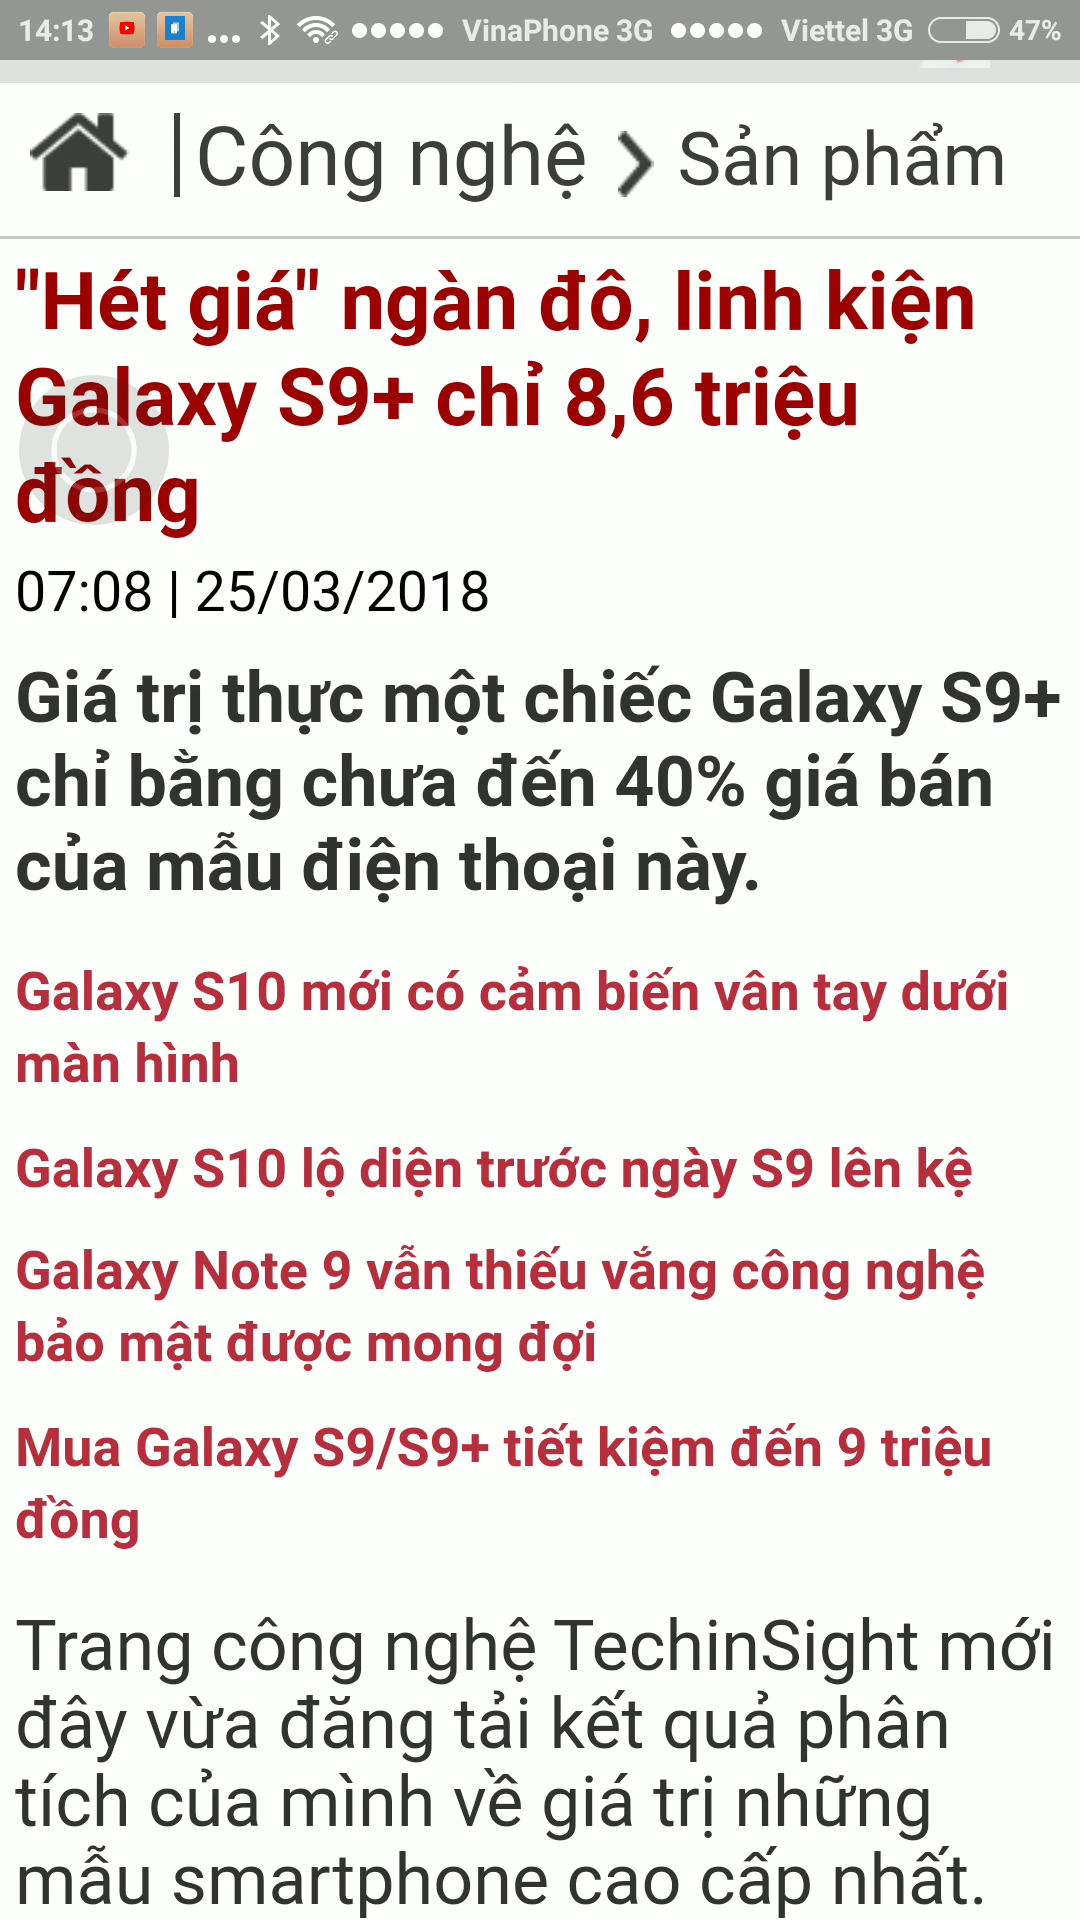 14:13 ... VinaPhone 3G Viettel 3G 47%
Công nghệ Sản phẩm
"Hét giá" ngàn đô, linh kiện
Galaxy S9+ chỉ 8,6 triệu
đồng
07:08 | 25/03/2018
Giá trị thực một chiếc Galaxy S9+
chỉ bằng chưa đến 40% giá bán
của mẫu điện thoại này.
Galaxy S10 mới có cảm biến vân tay dưới
màn hình
Galaxy S10 lộ diện trước ngày S9 lên kệ
Galaxy Note 9 vẫn thiếu vắng công nghệ
bảo mật được mong đợi
Mua Galaxy S9/S9+ tiết kiệm đến 9 triệu
đồng
Trang công nghệ TechinSight mới
đây vừa đăng tải kết quả phân
tích của mình về giá trị những
mẫu smartphone cao cấp nhất.